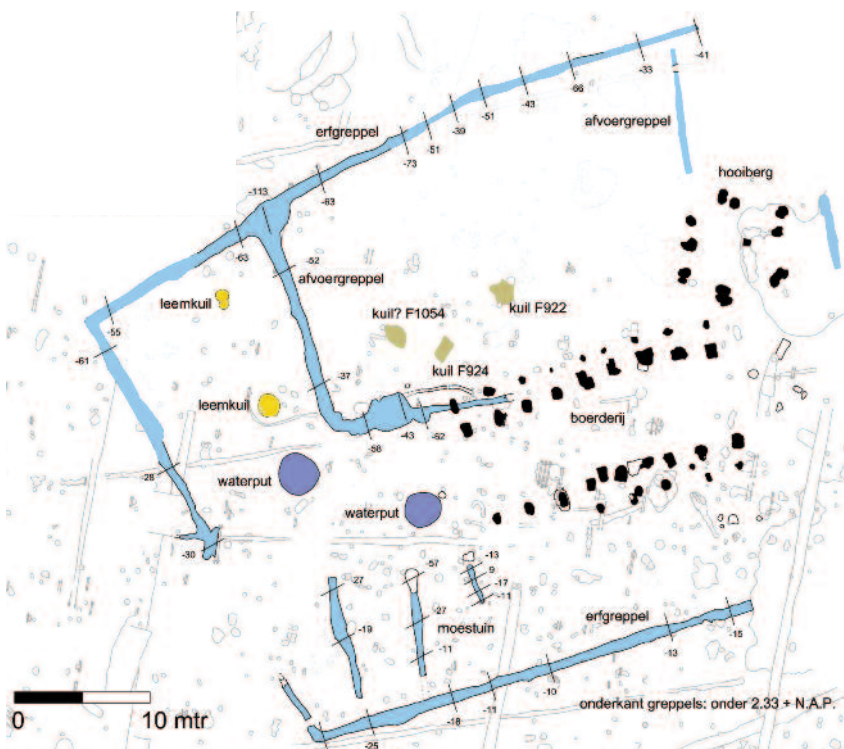 -41
-33
-66
-43
-51
-39
-51
-73
erfgreppel
afvoergreppel
-63
-113
hooiberg
-63
-52
afvoergreppel
leemkuil
kuil? F1054
kuil F922
-55
-61
kuil F924
-37
leemkuil
boerderij
-58
-43
-52
-28
waterput
waterput
-30
-13
9
-17
-11
-57
-27
-27
-19
moestuin
-11
erfgreppel
-15
-13
-10
-11
-18
-25
0 10 mtr
onderkant greppels: onder 2.33 + N.A.P.